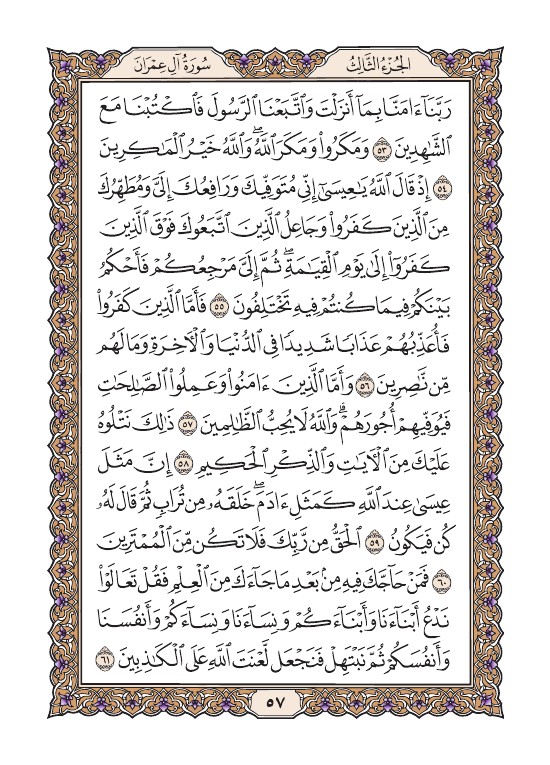 سُورَةُ آلِ عِمْرَانَ الجُزْءُ الثَّالِثُ
رَبَّنَآ ءَامَنَّا بِمَآ أَنزَلْتَ وَٱتَّبَعْنَا ٱلرَّسُولَ فَٱكْتُبْنَا مَعَ
ٱلشَّٰهِدِينَ ٥٣ وَمَكَرُوا۟ وَمَكَرَ ٱللَّهُ ۖ وَٱللَّهُ خَيْرُ ٱلْمَٰكِرِينَ
٥٤ إِذْ قَالَ ٱللَّهُ يَٰعِيسَىٰٓ إِنِّى مُتَوَفِّيكَ وَرَافِعُكَ إِلَىَّ وَمُطَهِّرُكَ
مِنَ ٱلَّذِينَ كَفَرُوا۟ وَجَاعِلُ ٱلَّذِينَ ٱتَّبَعُوكَ فَوْقَ ٱلَّذِينَ
كَفَرُوٓا۟ إِلَىٰ يَوْمِ ٱلْقِيَٰمَةِ ۖ ثُمَّ إِلَىَّ مَرْجِعُكُمْ فَأَحْكُمُ
بَيْنَكُمْ فِيمَا كُنتُمْ فِيهِ تَخْتَلِفُونَ ٥٥ فَأَمَّا ٱلَّذِينَ كَفَرُوا۟
فَأُعَذِّبُهُمْ عَذَابًا شَدِيدًا فِى ٱلدُّنْيَا وَٱلْءَاخِرَةِ وَمَا لَهُم
مِّن نَّٰصِرِينَ ٥٦ وَأَمَّا ٱلَّذِينَ ءَامَنُوا۟ وَعَمِلُوا۟ ٱلصَّٰلِحَٰتِ
فَيُوَفِّيهِمْ أُجُورَهُمْ ۗ وَٱللَّهُ لَا يُحِبُّ ٱلظَّٰلِمِينَ ٥٧ ذَٰلِكَ نَتْلُوهُ
عَلَيْكَ مِنَ ٱلْءَايَٰتِ وَٱلذِّكْرِ ٱلْحَكِيمِ ٥٨ إِنَّ مَثَلَ
عِيسَىٰ عِندَ ٱللَّهِ كَمَثَلِ ءَادَمَ ۖ خَلَقَهُۥ مِن تُرَابٍ ثُمَّ قَالَ لَهُۥ
كُن فَيَكُونُ ٥٩ ٱلْحَقُّ مِن رَّبِّكَ فَلَا تَكُن مِّنَ ٱلْمُمْتَرِينَ
٦٠ فَمَنْ حَآجَّكَ فِيهِ مِنۢ بَعْدِ مَا جَآءَكَ مِنَ ٱلْعِلْمِ فَقُلْ تَعَالَوْا۟
نَدْعُ أَبْنَآءَنَا وَأَبْنَآءَكُمْ وَنِسَآءَنَا وَنِسَآءَكُمْ وَأَنفُسَنَا
وَأَنفُسَكُمْ ثُمَّ نَبْتَهِلْ فَنَجْعَل لَّعْنَتَ ٱللَّهِ عَلَى ٱلْكَٰذِبِينَ ٦١
٥٧